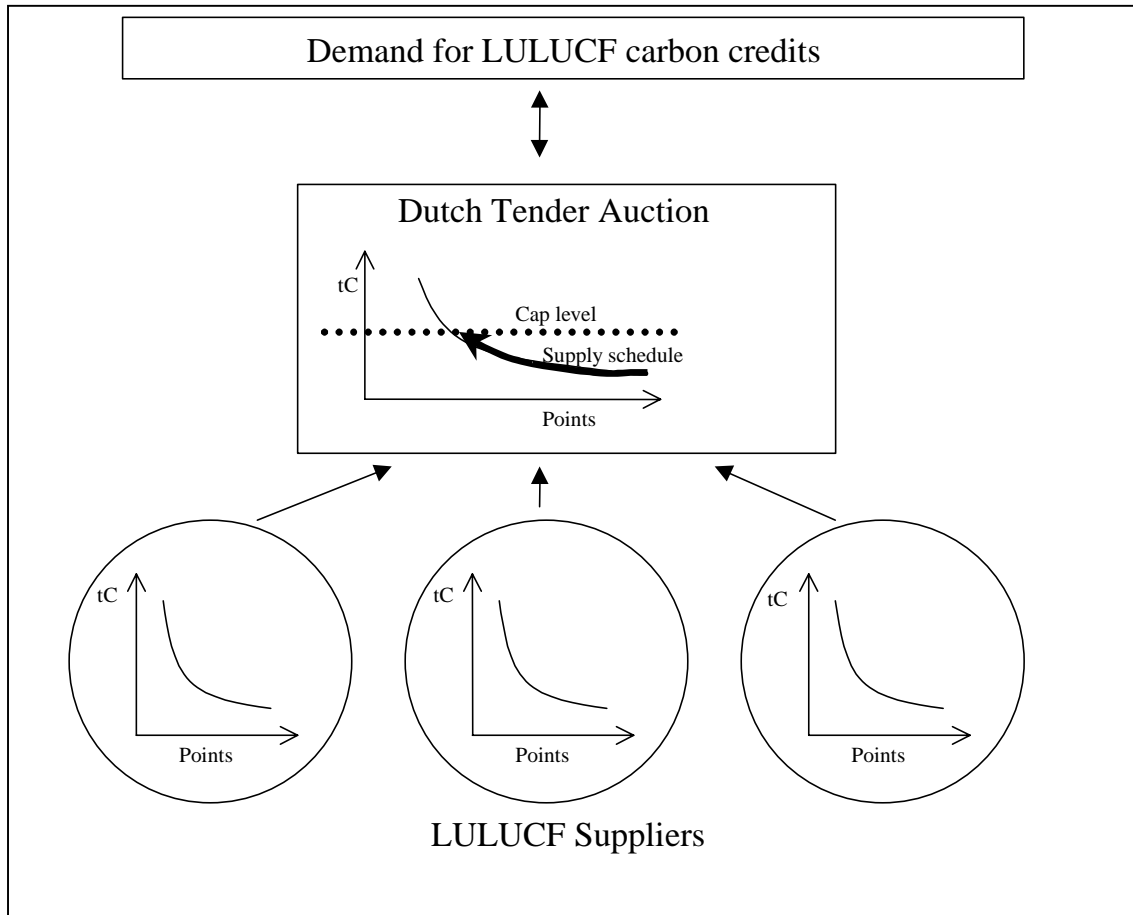 Demand for LULUCF carbon credits
Dutch Tender Auction
tC
Cap level
Supply schedule
Points
tC
Points
tC
Points
tC
Points
LULUCF Suppliers